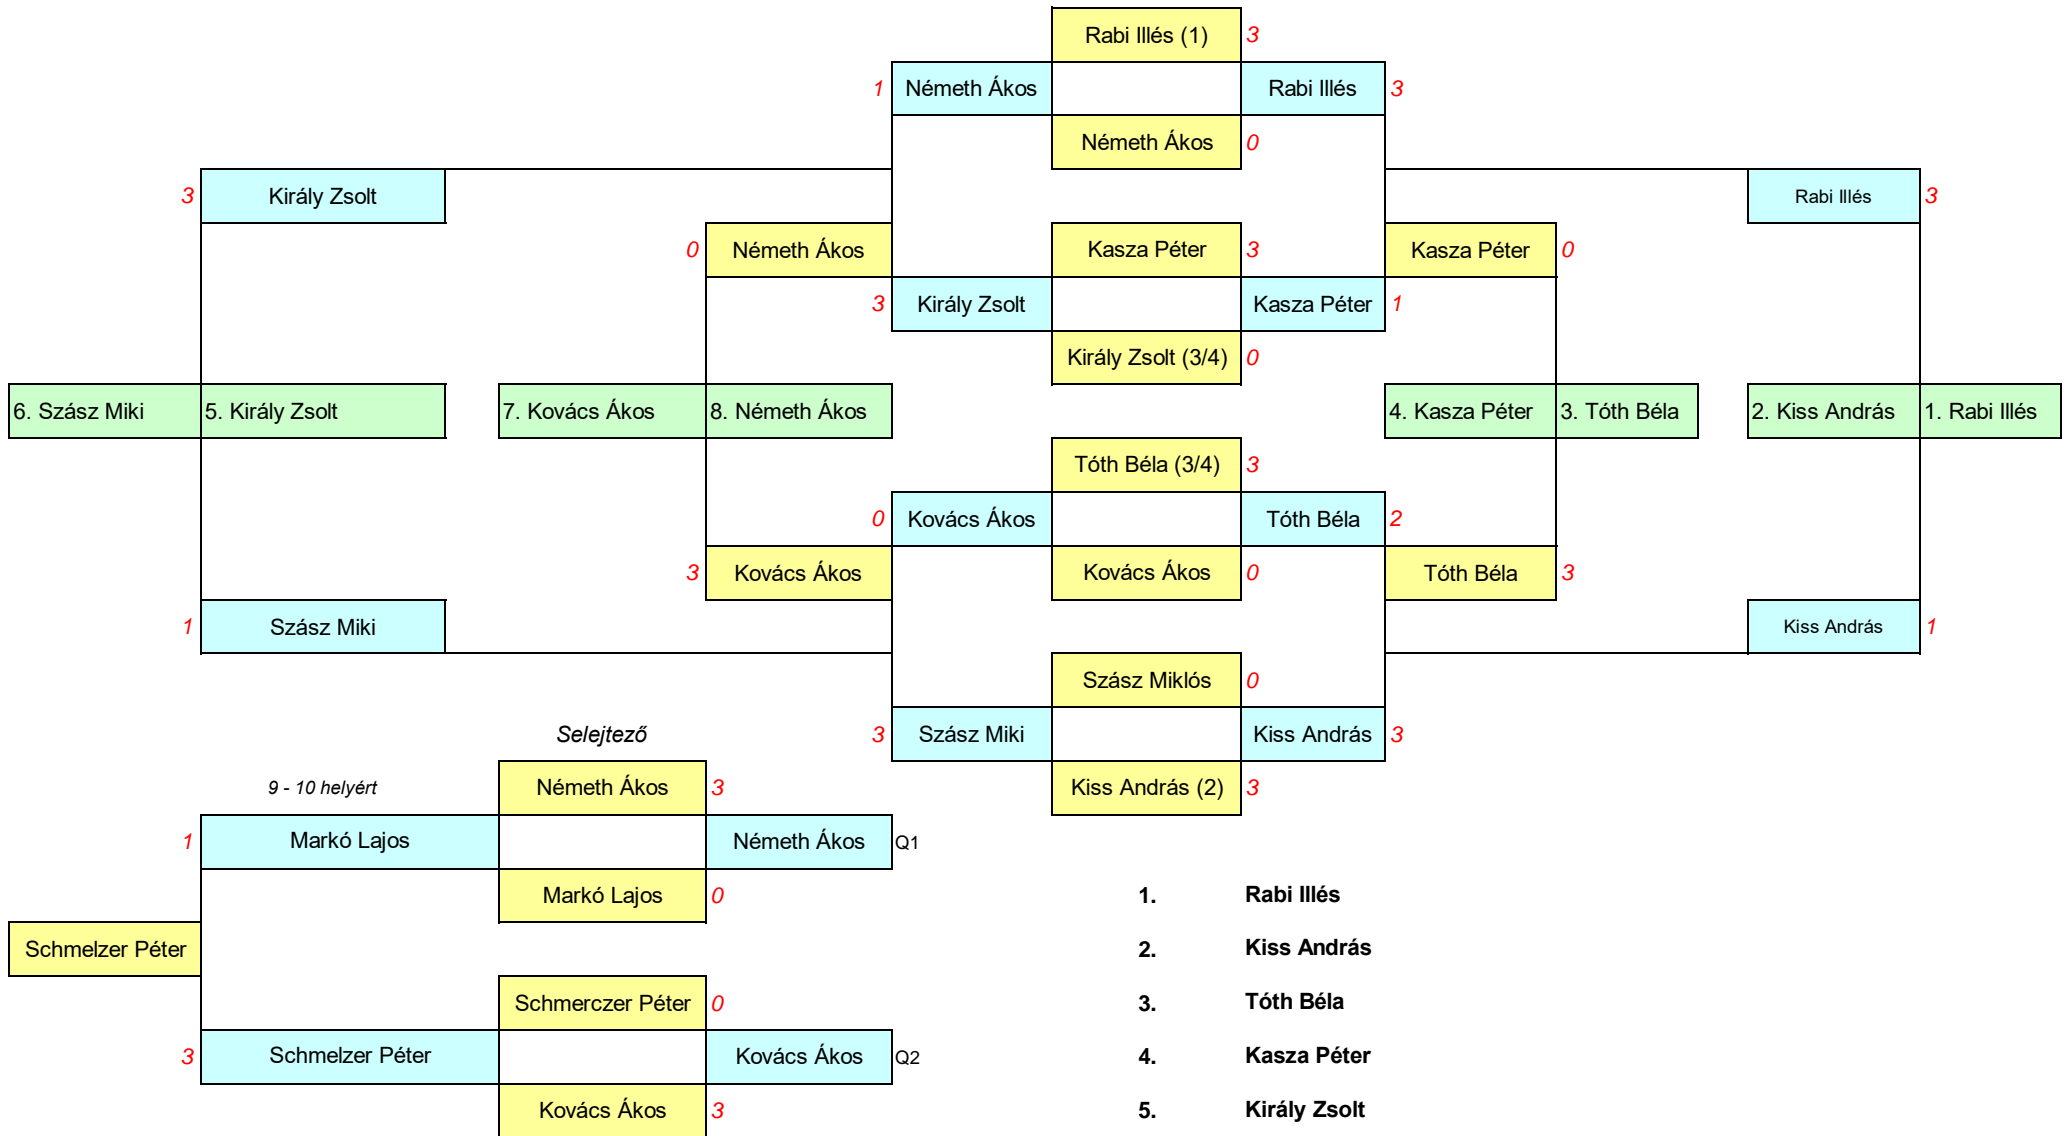 Rabi Illés (1) 3
1 Németh Ákos Rabi Illés 3
Németh Ákos 0
3 Király Zsolt Rabi Illés 3
0 Németh Ákos Kasza Péter 3 Kasza Péter 0
3 Király Zsolt Kasza Péter 1
Király Zsolt (3/4) 0
6. Szász Miki 5. Király Zsolt 7. Kovács Ákos 8. Németh Ákos 4. Kasza Péter 3. Tóth Béla 2. Kiss András 1. Rabi Illés
Tóth Béla (3/4) 3
0 Kovács Ákos Tóth Béla 2
3 Kovács Ákos Kovács Ákos 0 Tóth Béla 3
1 Szász Miki Kiss András 1
Szász Miklós 0
Selejtező 3 Szász Miki Kiss András 3
9 - 10 helyért Németh Ákos 3 Kiss András (2) 3
1 Markó Lajos Németh Ákos Q1
Markó Lajos 0 1. Rabi Illés
Schmelzer Péter 2. Kiss András
Schmerczer Péter 0 3. Tóth Béla
3 Schmelzer Péter Kovács Ákos Q2 4. Kasza Péter
Kovács Ákos 3 5. Király Zsolt